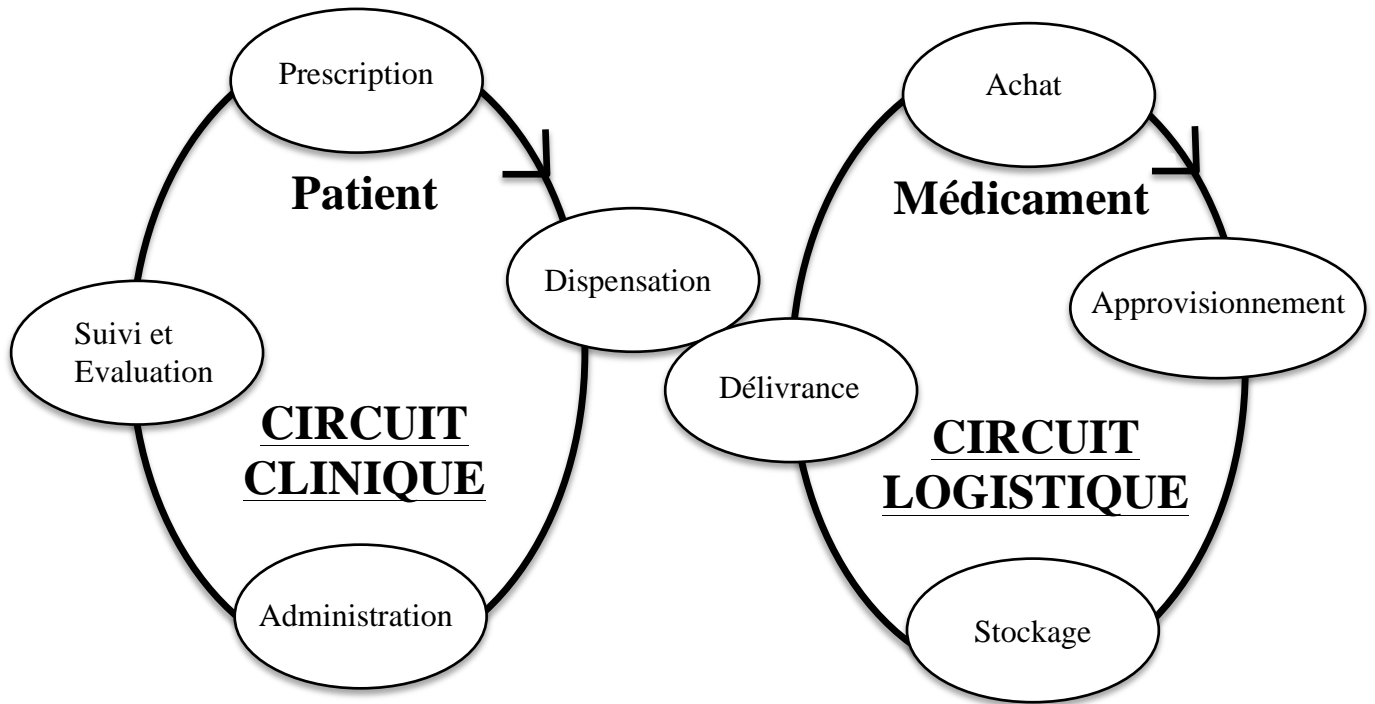 Prescription
Patient
Dispensation
Suivi et
Evaluation
CIRCUIT
CLINIQUE
Administration
Achat
Médicament
Approvisionnement
Délivrance
CIRCUIT
LOGISTIQUE
Stockage